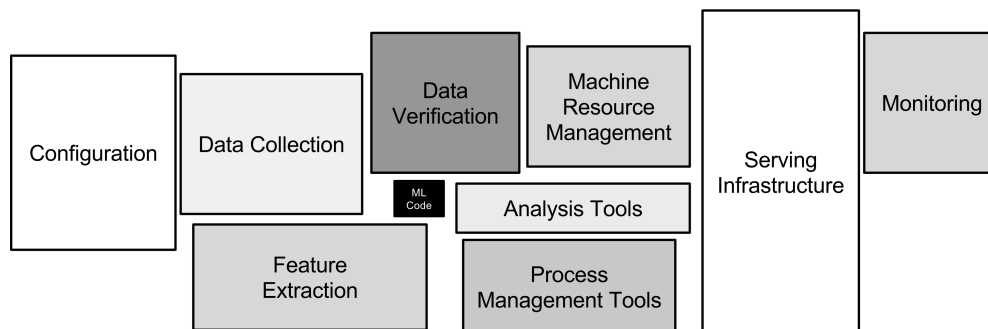 Configuration
Data Collection
Data
Verification
Machine
Resource
Management
Monitoring
Serving
Infrastructure
ML
Code
Analysis Tools
Feature
Extraction
Process
Management Tools